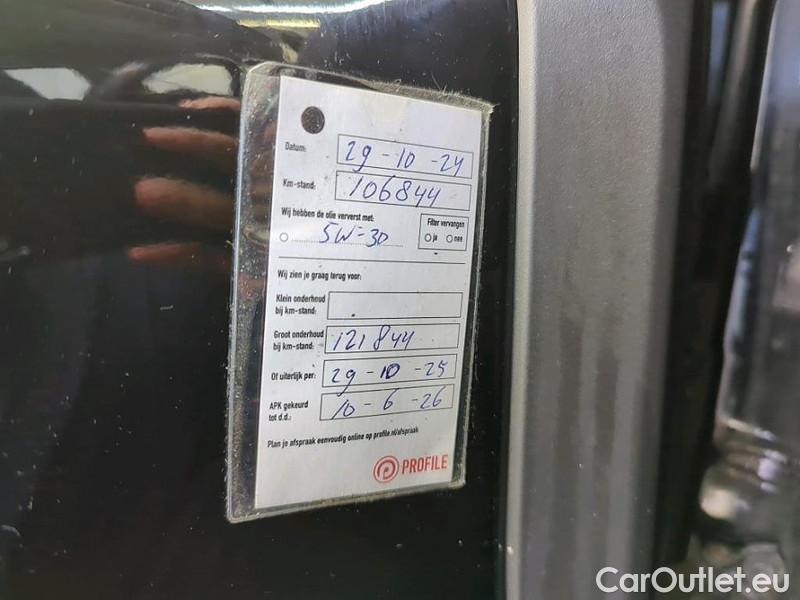 Datum: 29-10-24
Km-stand: 106844
Wij hebben de olie ververst met:
5W-30
Filter vervangen
ja nee
Wij zien je graag terug voor:
Klein onderhoud
bij km-stand:
Groot onderhoud
bij km-stand: 121844
Of uiterlijk per: 29-10-25
APK gekeurd
tot d.d.: 10-6-26
Plan je afspraak eenvoudig online op profile.nl/afspraak
PROFILE
CarOutlet.eu